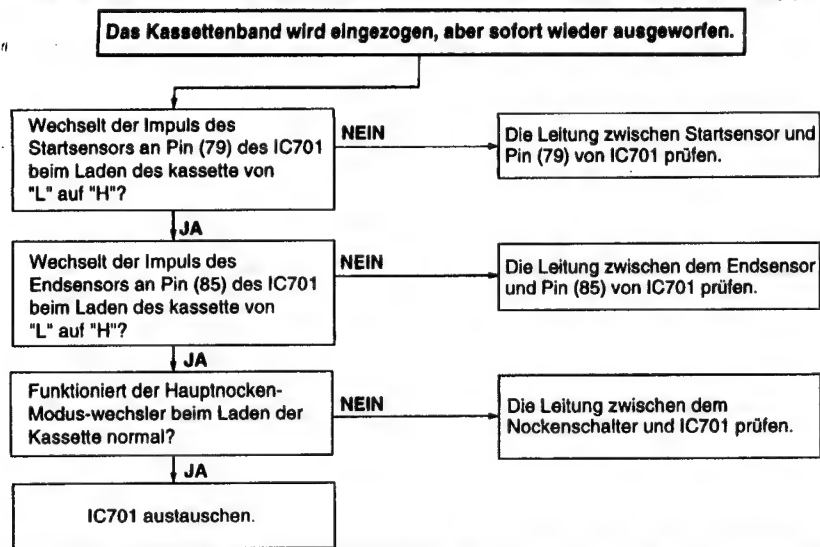 Das Kassettenband wird eingezogen, aber sofort wieder ausgeworfen.
Wechselt der Impuls des
Startsensors an Pin (79) des IC701
beim Laden des kassette von
"L" auf "H"?
NEIN
Die Leitung zwischen Startsensor und
Pin (79) von IC701 prüfen.
JA
Wechselt der Impuls des
Endsensors an Pin (85) des IC701
beim Laden des kassette von
"L" auf "H"?
NEIN
Die Leitung zwischen dem Endsensor
und Pin (85) von IC701 prüfen.
JA
Funktioniert der Hauptnocken-
Modus-wechsler beim Laden der
Kassette normal?
NEIN
Die Leitung zwischen dem
Nockenschalter und IC701 prüfen.
JA
IC701 austauschen.